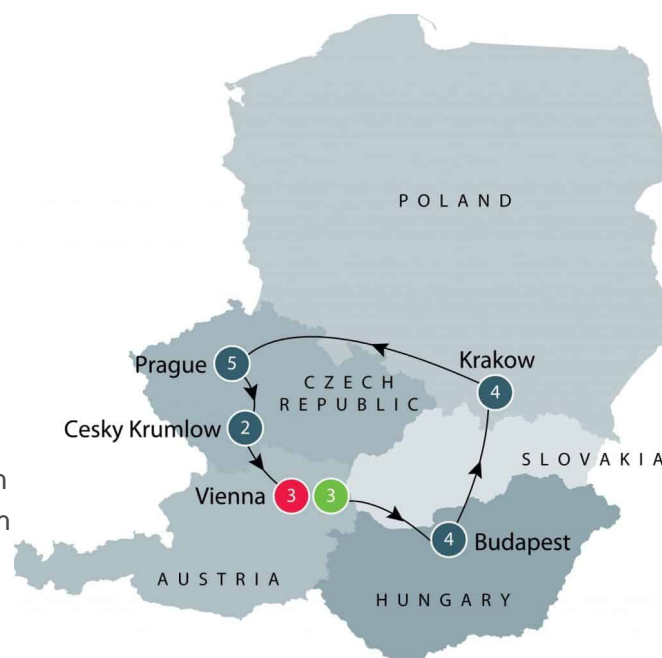 POLAND
Prague 5
Krakow
4
CZECH
REPUBLIC
Cesky Krumlow 2
SLOVAKIA
Vienna 3 3
4 Budapest
AUSTRIA
HUNGARY